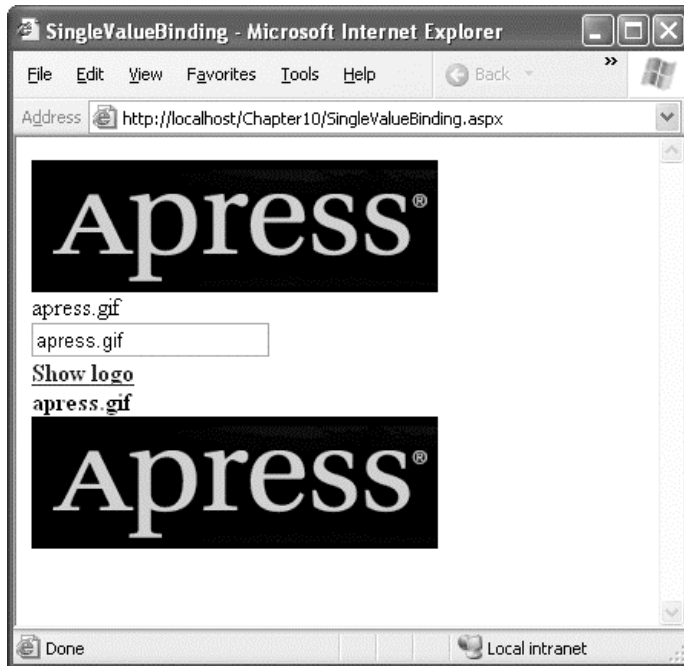 SingleValueBinding - Microsoft Internet Explorer
File Edit View Favorites Tools Help Back »
Address http://localhost/Chapter10/SingleValueBinding.aspx
Apress®
apress.gif
apress.gif
Show logo
apress.gif
Apress®
Done Local intranet